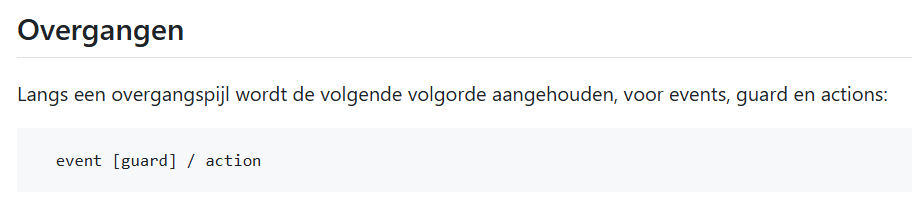 Overgangen
Langs een overgangspijl wordt de volgende volgorde aangehouden, voor events, guard en actions:
event [guard] / action